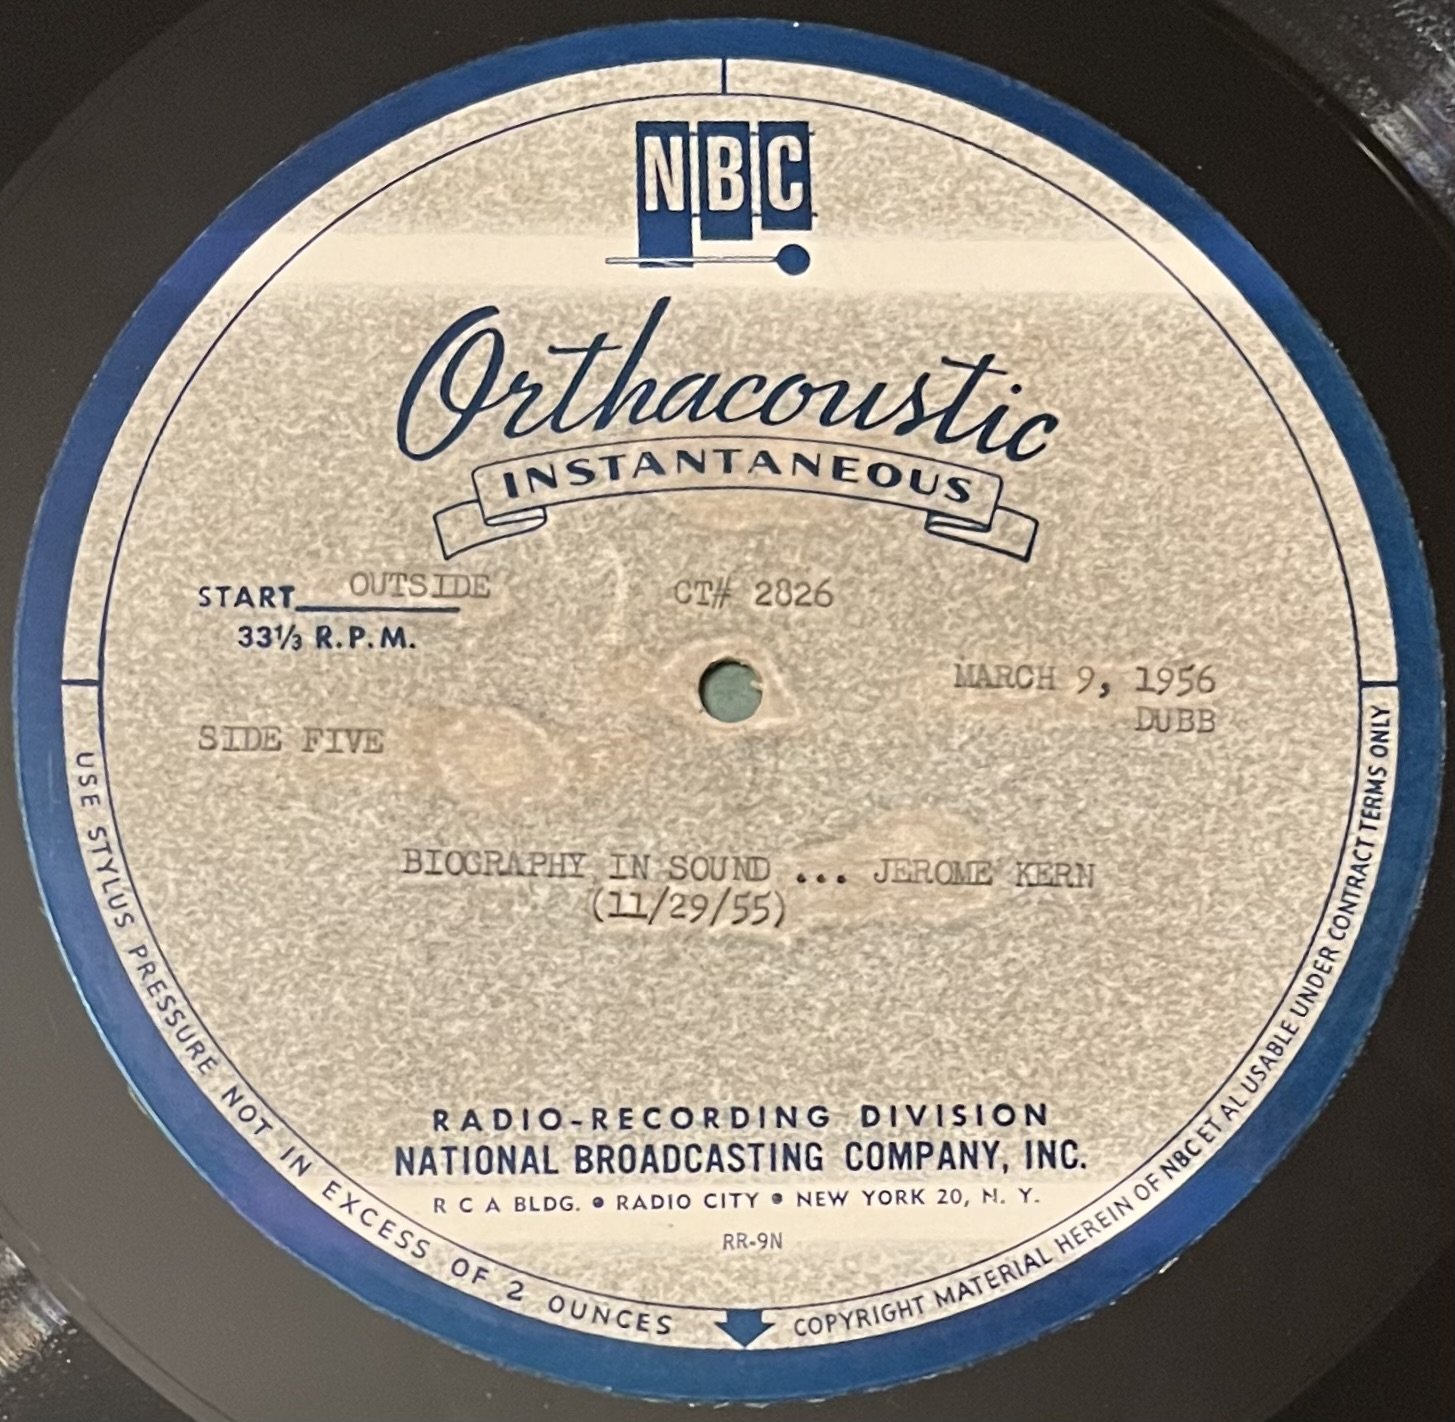 NBC
Orthacoustic
INSTANTANEOUS
START OUTSIDE
CT# 2826
33⅓ R.P.M.
MARCH 9, 1956
DUBB
SIDE FIVE
BIOGRAPHY IN SOUND ... JEROME KERN
(11/29/55)
RADIO-RECORDING DIVISION
NATIONAL BROADCASTING COMPANY, INC.
R C A BLDG. • RADIO CITY • NEW YORK 20, N. Y.
RR-9N
USE STYLUS PRESSURE NOT IN EXCESS OF 2 OUNCES
COPYRIGHT MATERIAL HEREIN OF NBC ET AL USABLE UNDER CONTRACT TERMS ONLY